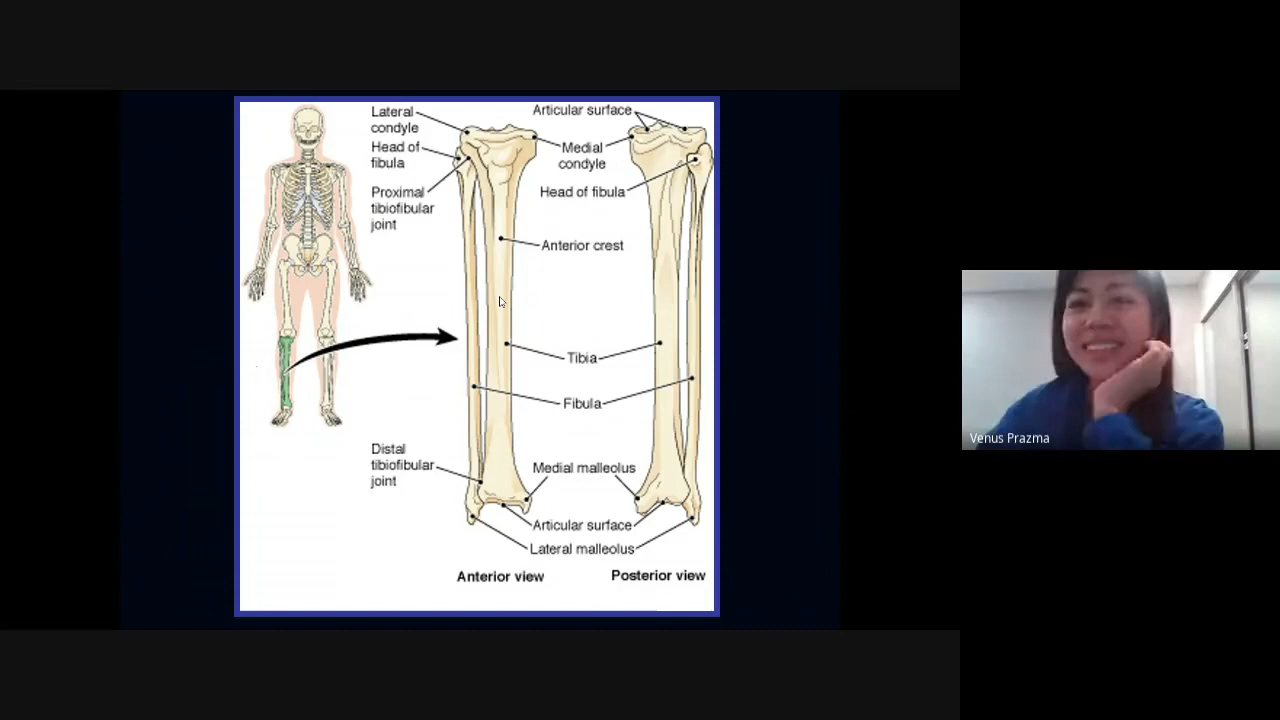 Lateral
condyle
Head of
fibula
Proximal
tibiofibular
joint
Articular surface
Medial
condyle
Head of fibula
Anterior crest
Tibia
Fibula
Distal
tibiofibular
joint
Medial malleolus
Articular surface
Lateral malleolus
Anterior view
Posterior view
Venus Prazma